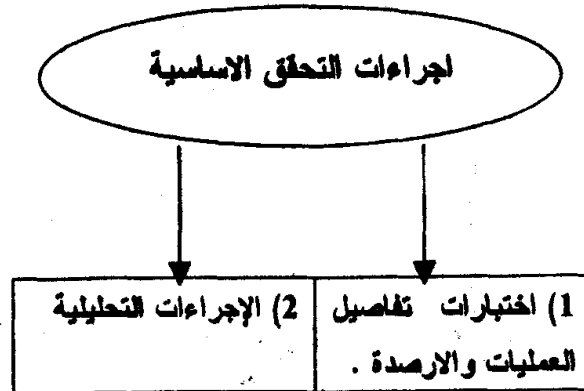 اجراءات التحقق الاساسية
1) اختبارات تفاصيل
العمليات والارصدة .
2) الإجراءات التحليلية